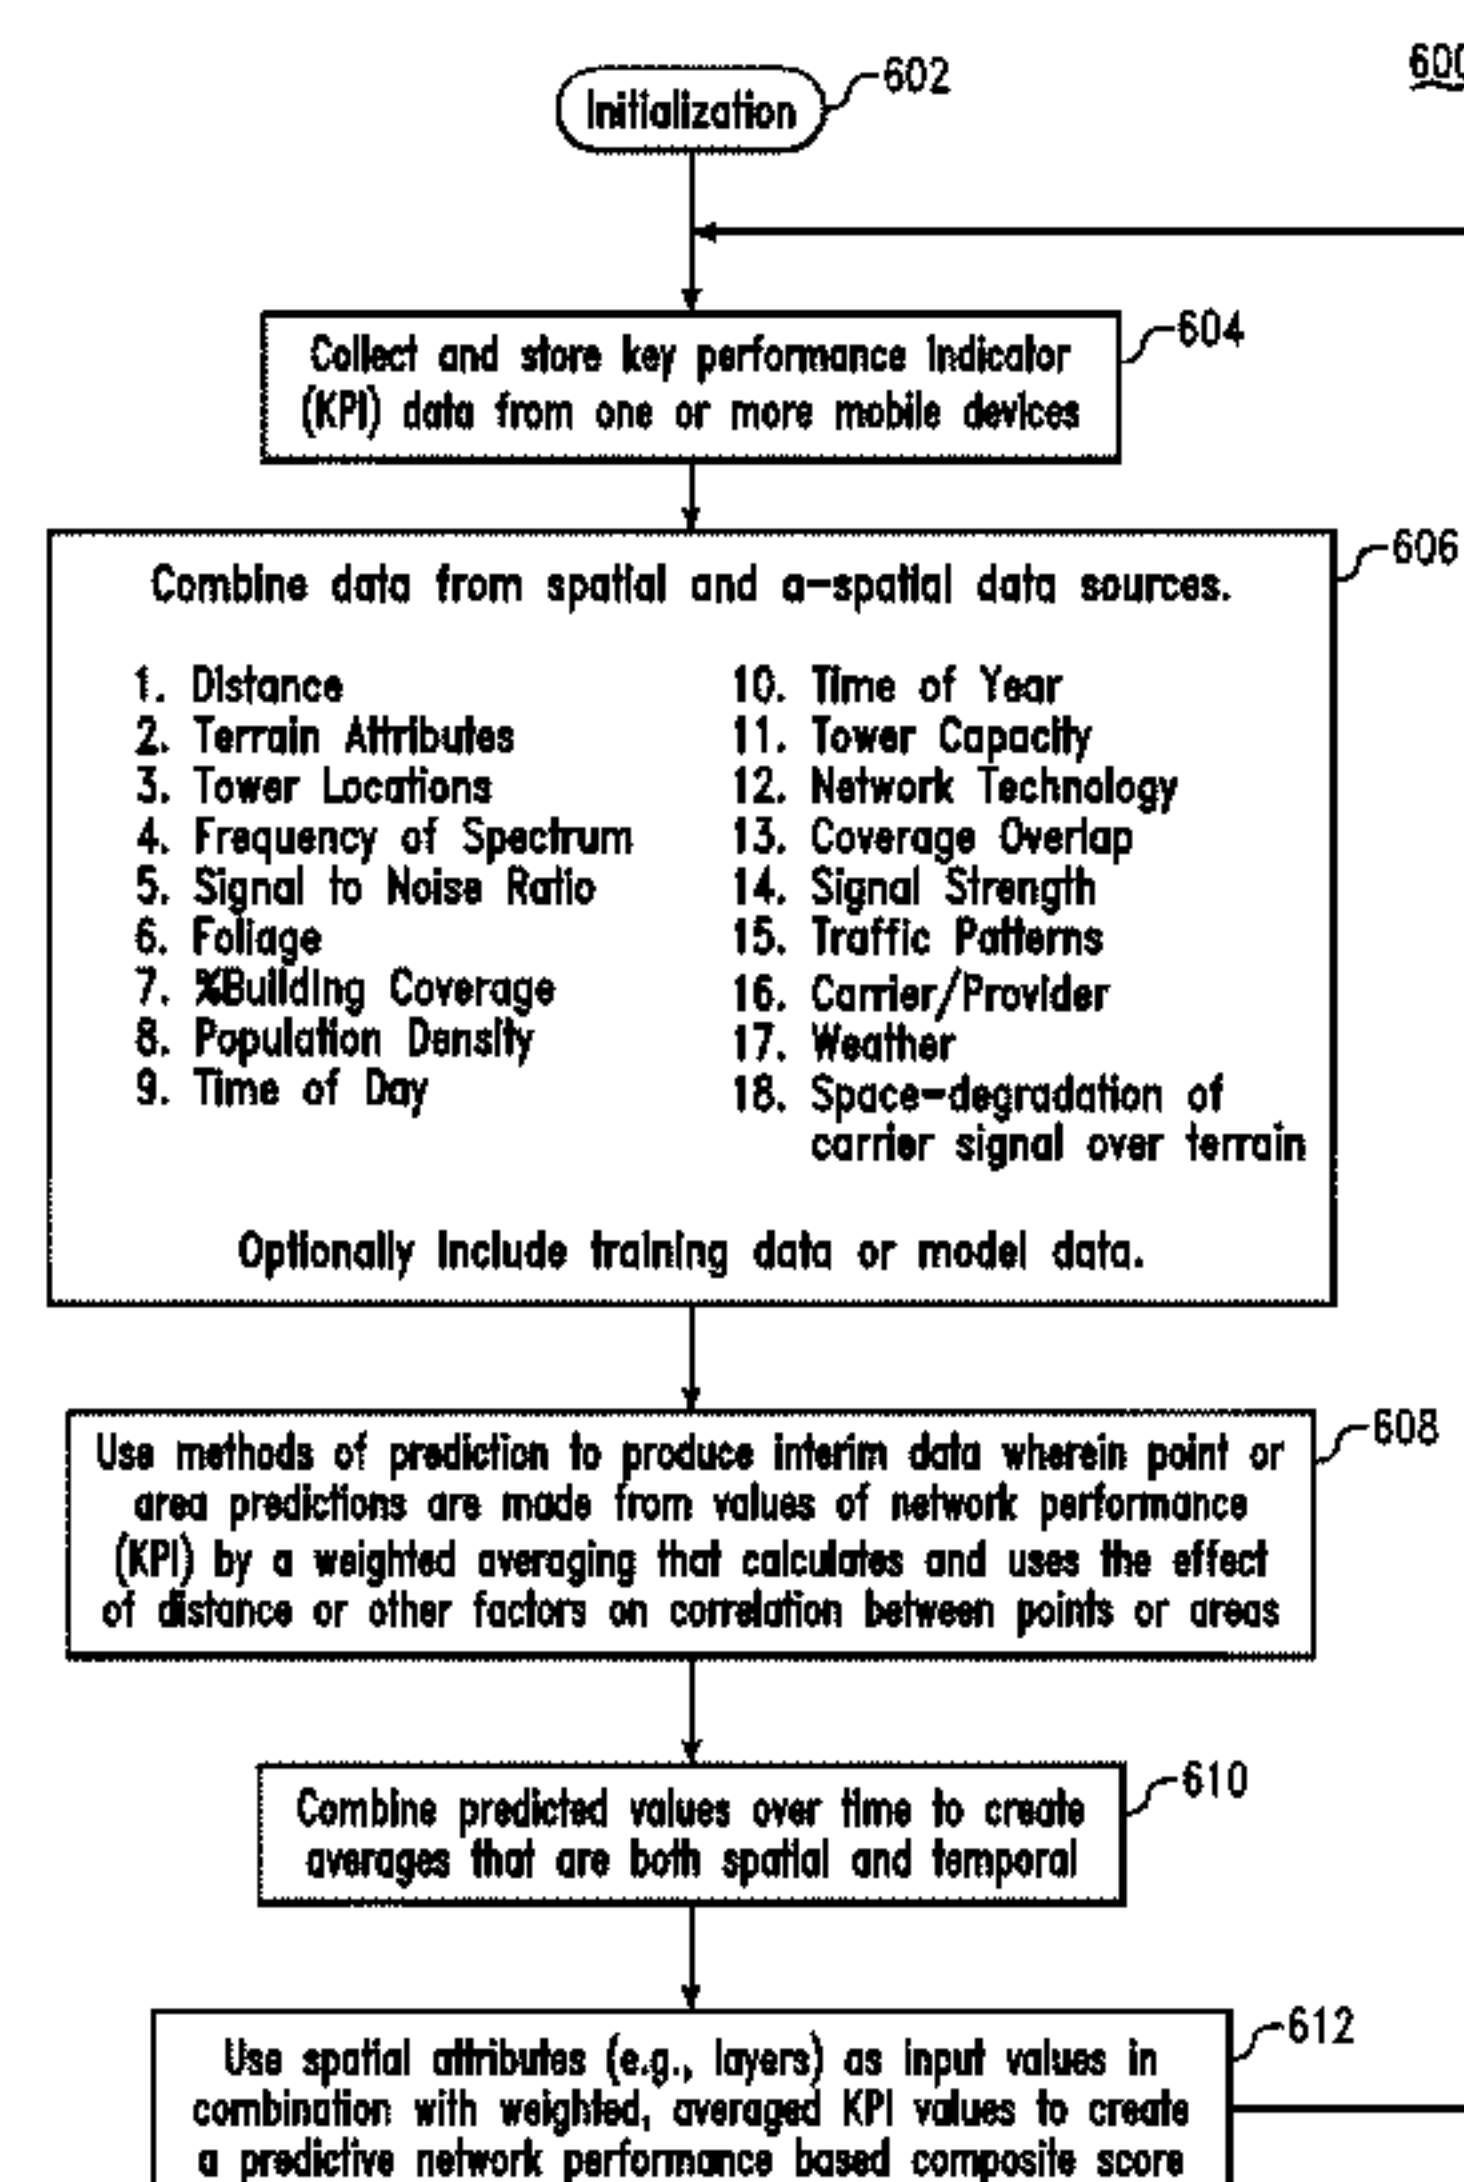 602
600
Initialization
604
Collect and store key performance indicator
(KPI) data from one or more mobile devices
606
Combine data from spatial and a-spatial data sources.
1. Distance
2. Terrain Attributes
3. Tower Locations
4. Frequency of Spectrum
5. Signal to Noise Ratio
6. Foliage
7. %Building Coverage
8. Population Density
9. Time of Day
10. Time of Year
11. Tower Capacity
12. Network Technology
13. Coverage Overlap
14. Signal Strength
15. Traffic Patterns
16. Carrier/Provider
17. Weather
18. Space-degradation of
carrier signal over terrain
Optionally include training data or model data.
608
Use methods of prediction to produce interim data wherein point or
area predictions are made from values of network performance
(KPI) by a weighted averaging that calculates and uses the effect
of distance or other factors on correlation between points or areas
610
Combine predicted values over time to create
averages that are both spatial and temporal
612
Use spatial attributes (e.g., layers) as input values in
combination with weighted, averaged KPI values to create
a predictive network performance based composite score